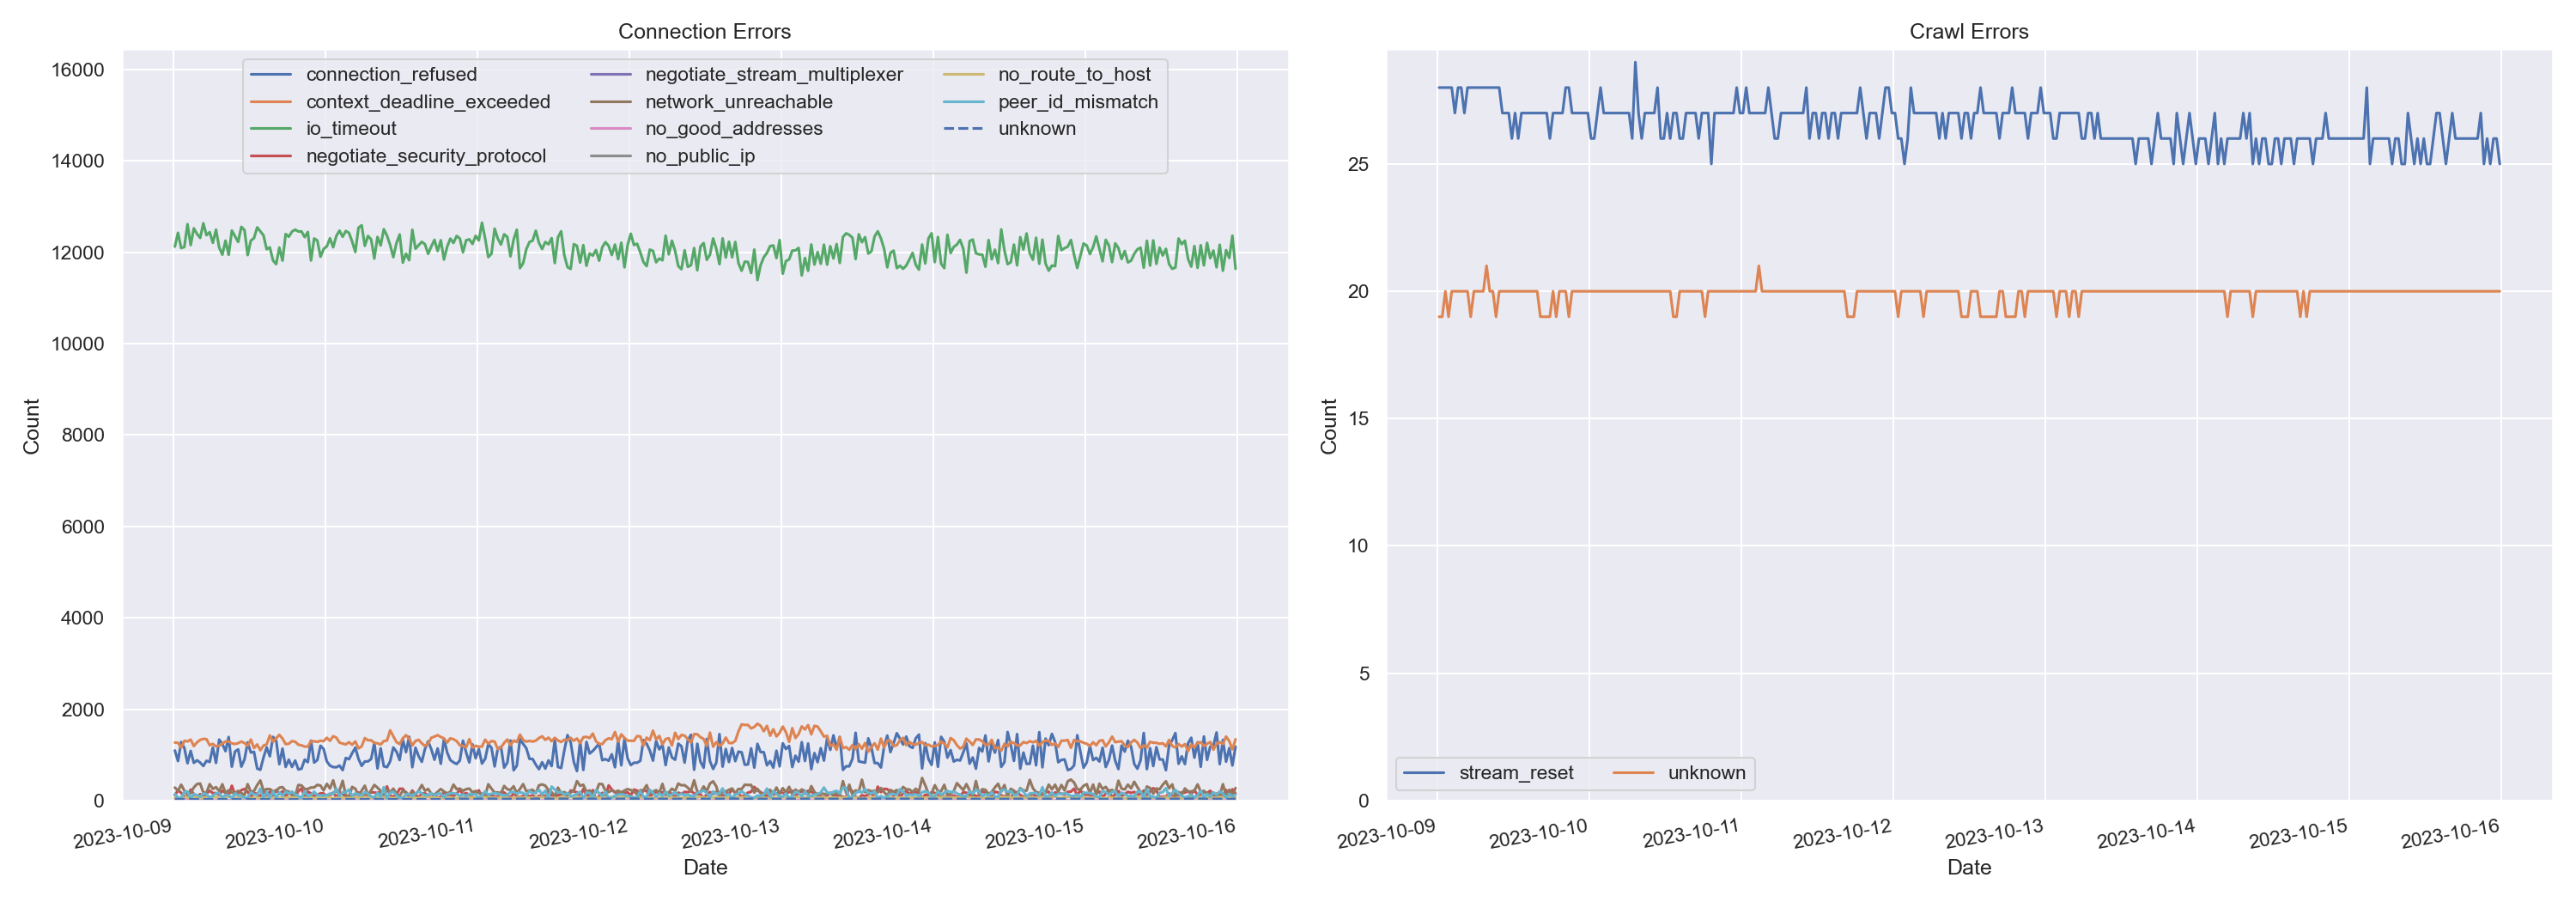 Connection Errors
16000
14000
12000
10000
8000
6000
4000
2000
0
Count
connection_refused
context_deadline_exceeded
io_timeout
negotiate_security_protocol
negotiate_stream_multiplexer
network_unreachable
no_good_addresses
no_public_ip
no_route_to_host
peer_id_mismatch
unknown
2023-10-09
2023-10-10
2023-10-11
2023-10-12
2023-10-13
2023-10-14
2023-10-15
2023-10-16
Date
Crawl Errors
25
20
15
10
5
0
Count
stream_reset
unknown
2023-10-09
2023-10-10
2023-10-11
2023-10-12
2023-10-13
2023-10-14
2023-10-15
2023-10-16
Date